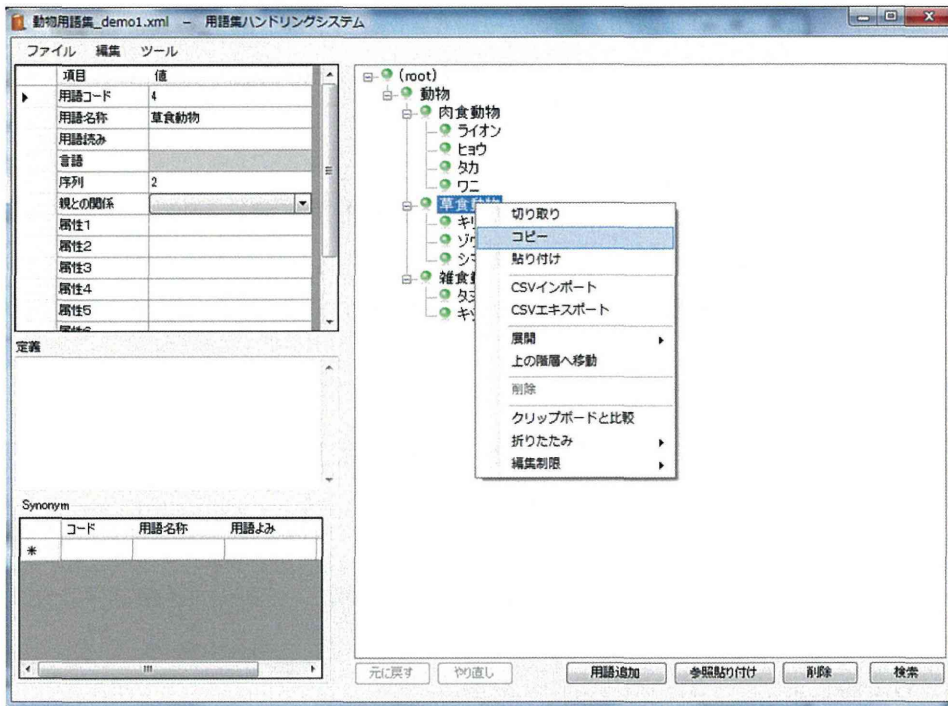 動物用語集_demo1.xml － 用語集ハンドリングシステム
ファイル 編集 ツール
項目 値
用語コード 4
用語名称 草食動物
用語読み
言語
序列 2
親との関係
属性1
属性2
属性3
属性4
属性5
定義
Synonym
コード 用語名称 用語よみ
(root)
動物
肉食動物
ライオン
ヒョウ
タカ
ワニ
草食動物
雑食
切り取り
コピー
貼り付け
CSVインポート
CSVエキスポート
展開
上の階層へ移動
削除
クリップボードと比較
折りたたみ
編集制限
元に戻す やり直し 用語追加 参照貼り付け 削除 検索